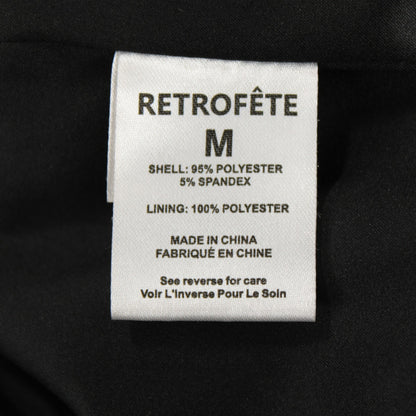 RETROFÊTE
M
SHELL: 95% POLYESTER
5% SPANDEX
LINING: 100% POLYESTER
MADE IN CHINA
FABRIQUÉ EN CHINE
See reverse for care
Voir L'inverse Pour Le Soin